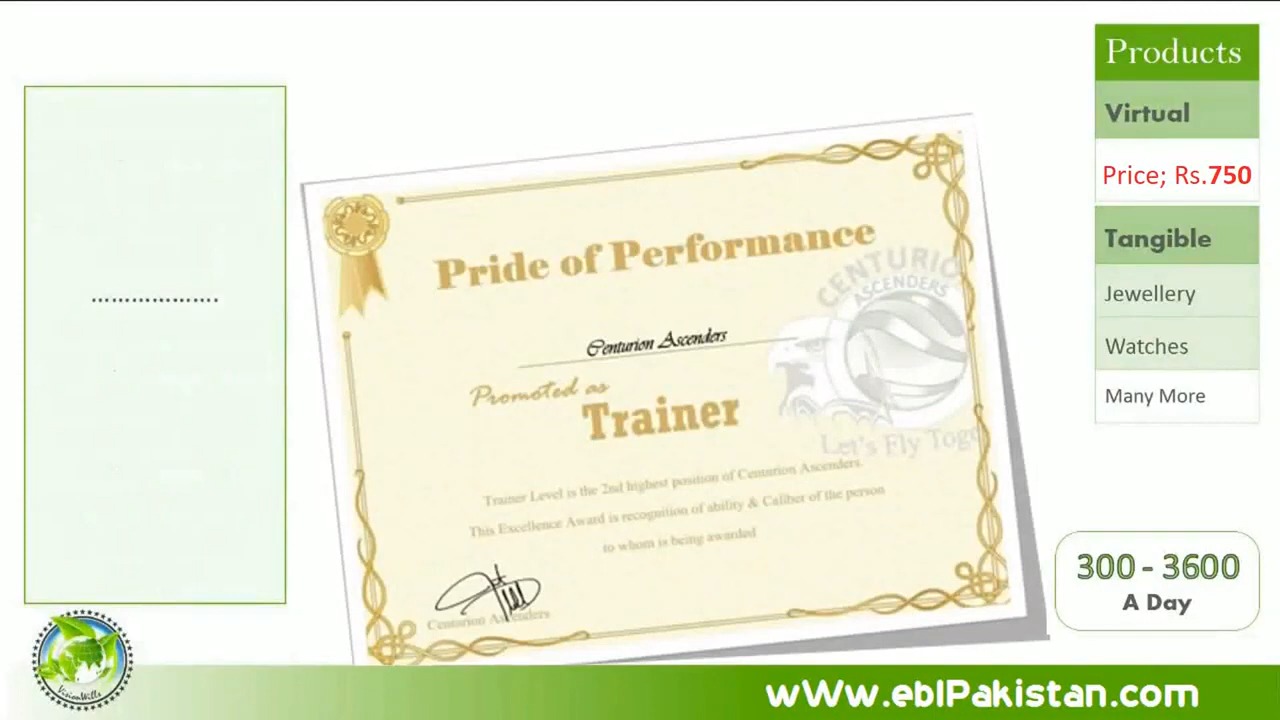 Products
Virtual
Price; Rs.750
Tangible
Jewellery
Watches
Many More
...................
Pride of Performance
CENTURIO
ASCENDERS
Centurion Ascenders
Promoted as
Trainer
Let's Fly Toge
Trainer Level is the 2nd highest position of Centurion Ascenders.
This Excellence Award is recognition of ability & Caliber of the person
to whom is being awarded
Centurion Ascenders
300 - 3600
A Day
VisionWills
wWw.eblPakistan.com